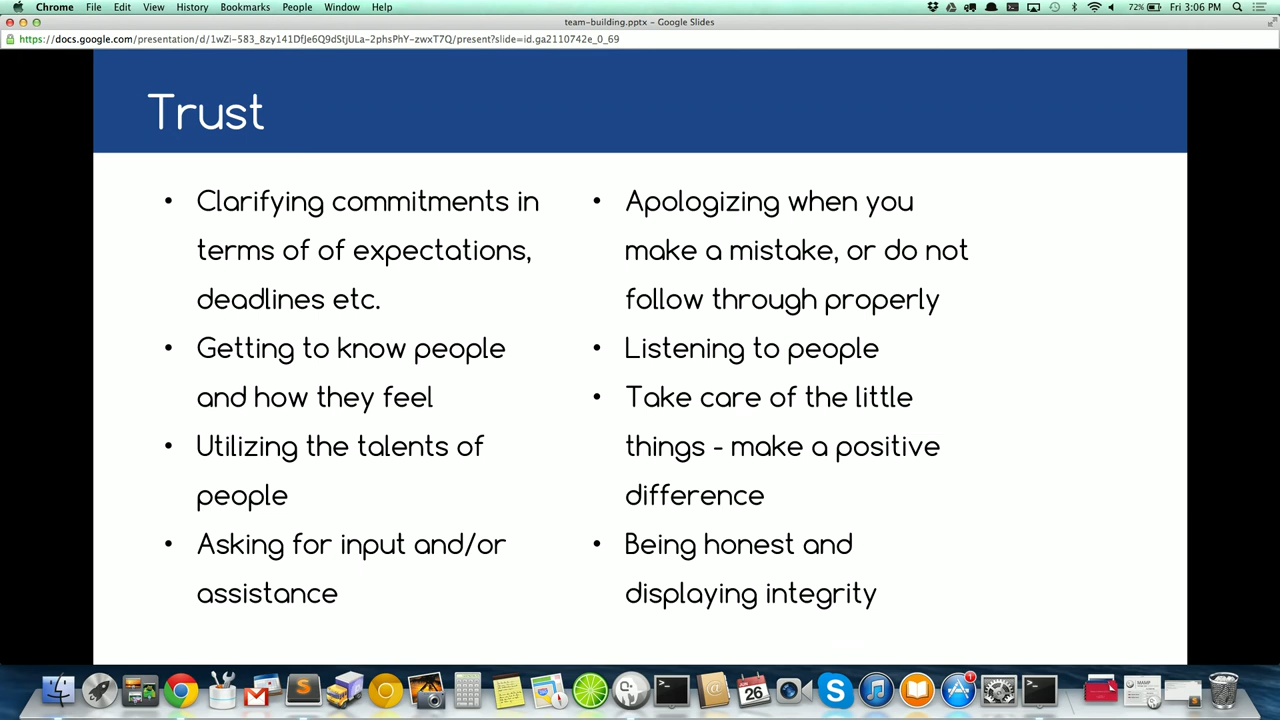 Chrome File Edit View History Bookmarks People Window Help 72% Fri 3:06 PM
team-building.pptx - Google Slides
https://docs.google.com/presentation/d/1wZi-583_8zy141DfJe6Q9dStjULa-2phsPhY-zwxT7Q/present?slide=id.ga2110742e_0_69
Trust
• Clarifying commitments in
terms of of expectations,
deadlines etc.
• Getting to know people
and how they feel
• Utilizing the talents of
people
• Asking for input and/or
assistance
• Apologizing when you
make a mistake, or do not
follow through properly
• Listening to people
• Take care of the little
things - make a positive
difference
• Being honest and
displaying integrity
26
1